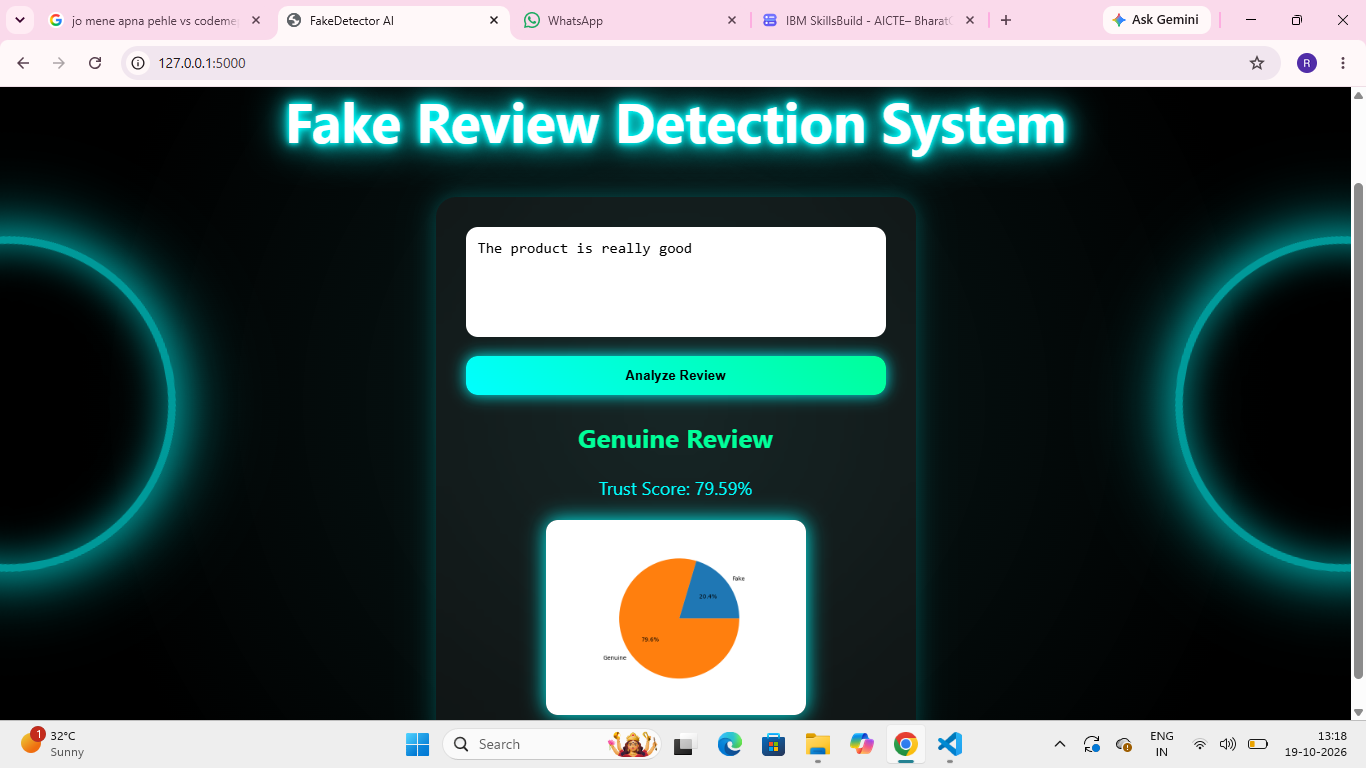 jo mene apna pehle vs codeme
FakeDetector AI
WhatsApp
IBM SkillsBuild - AICTE– Bharat
Ask Gemini
127.0.0.1:5000
R
Fake Review Detection System
The product is really good
Analyze Review
Genuine Review
Trust Score: 79.59%
Fake
20.4%
79.6%
Genuine
1
32°C
Sunny
Search
ENG
IN
13:18
19-10-2026